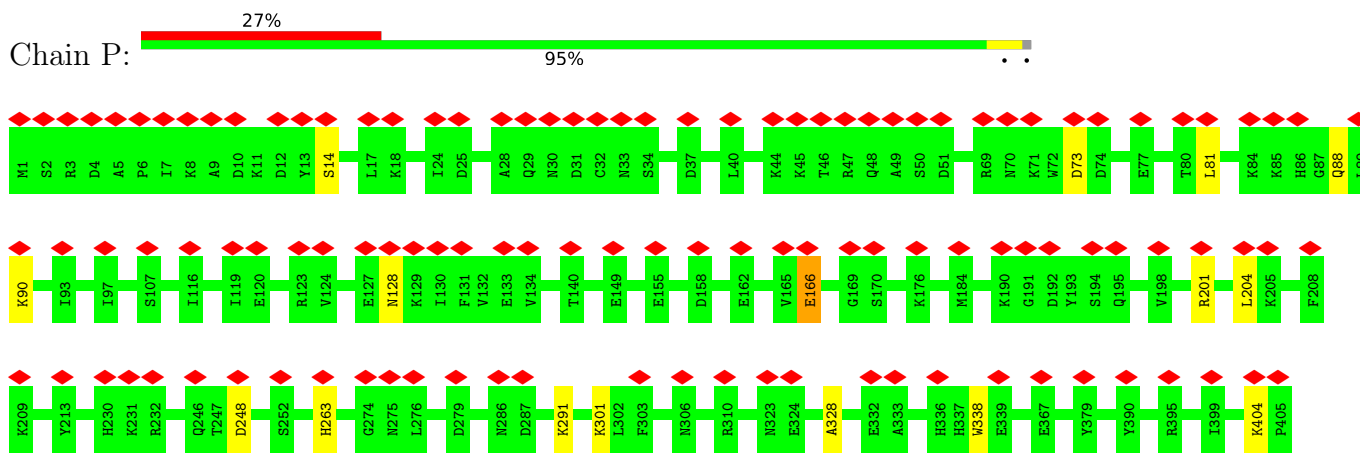 27%
Chain P:
95%
. .
M1 S2 R3 D4 A5 P6 I7 K8 A9 D10 K11 D12 Y13 S14 L17 K18 I24 D25 A28 Q29 N30 D31 C32 N33 S34 D37 L40 K44 K45 T46 R47 Q48 A49 S50 D51 R69 N70 K71 W72 D73 D74 E77 T80 L81 K84 K85 H86 G87 Q88
K90 I93 I97 S107 I116 I119 E120 R123 V124 E127 N128 K129 I130 F131 V132 E133 V134 T140 E149 E155 D158 E162 V165 E166 G169 S170 K176 M184 K190 G191 D192 Y193 S194 Q195 V198 R201 L204 K205 F208
K209 Y213 H230 K231 R232 Q246 T247 D248 S252 H263 G274 N275 L276 D279 N286 D287 K291 K301 L302 F303 N306 R310 N323 E324 A328 E332 A333 H336 H337 W338 E339 E367 Y379 Y390 R395 I399 K404 P405